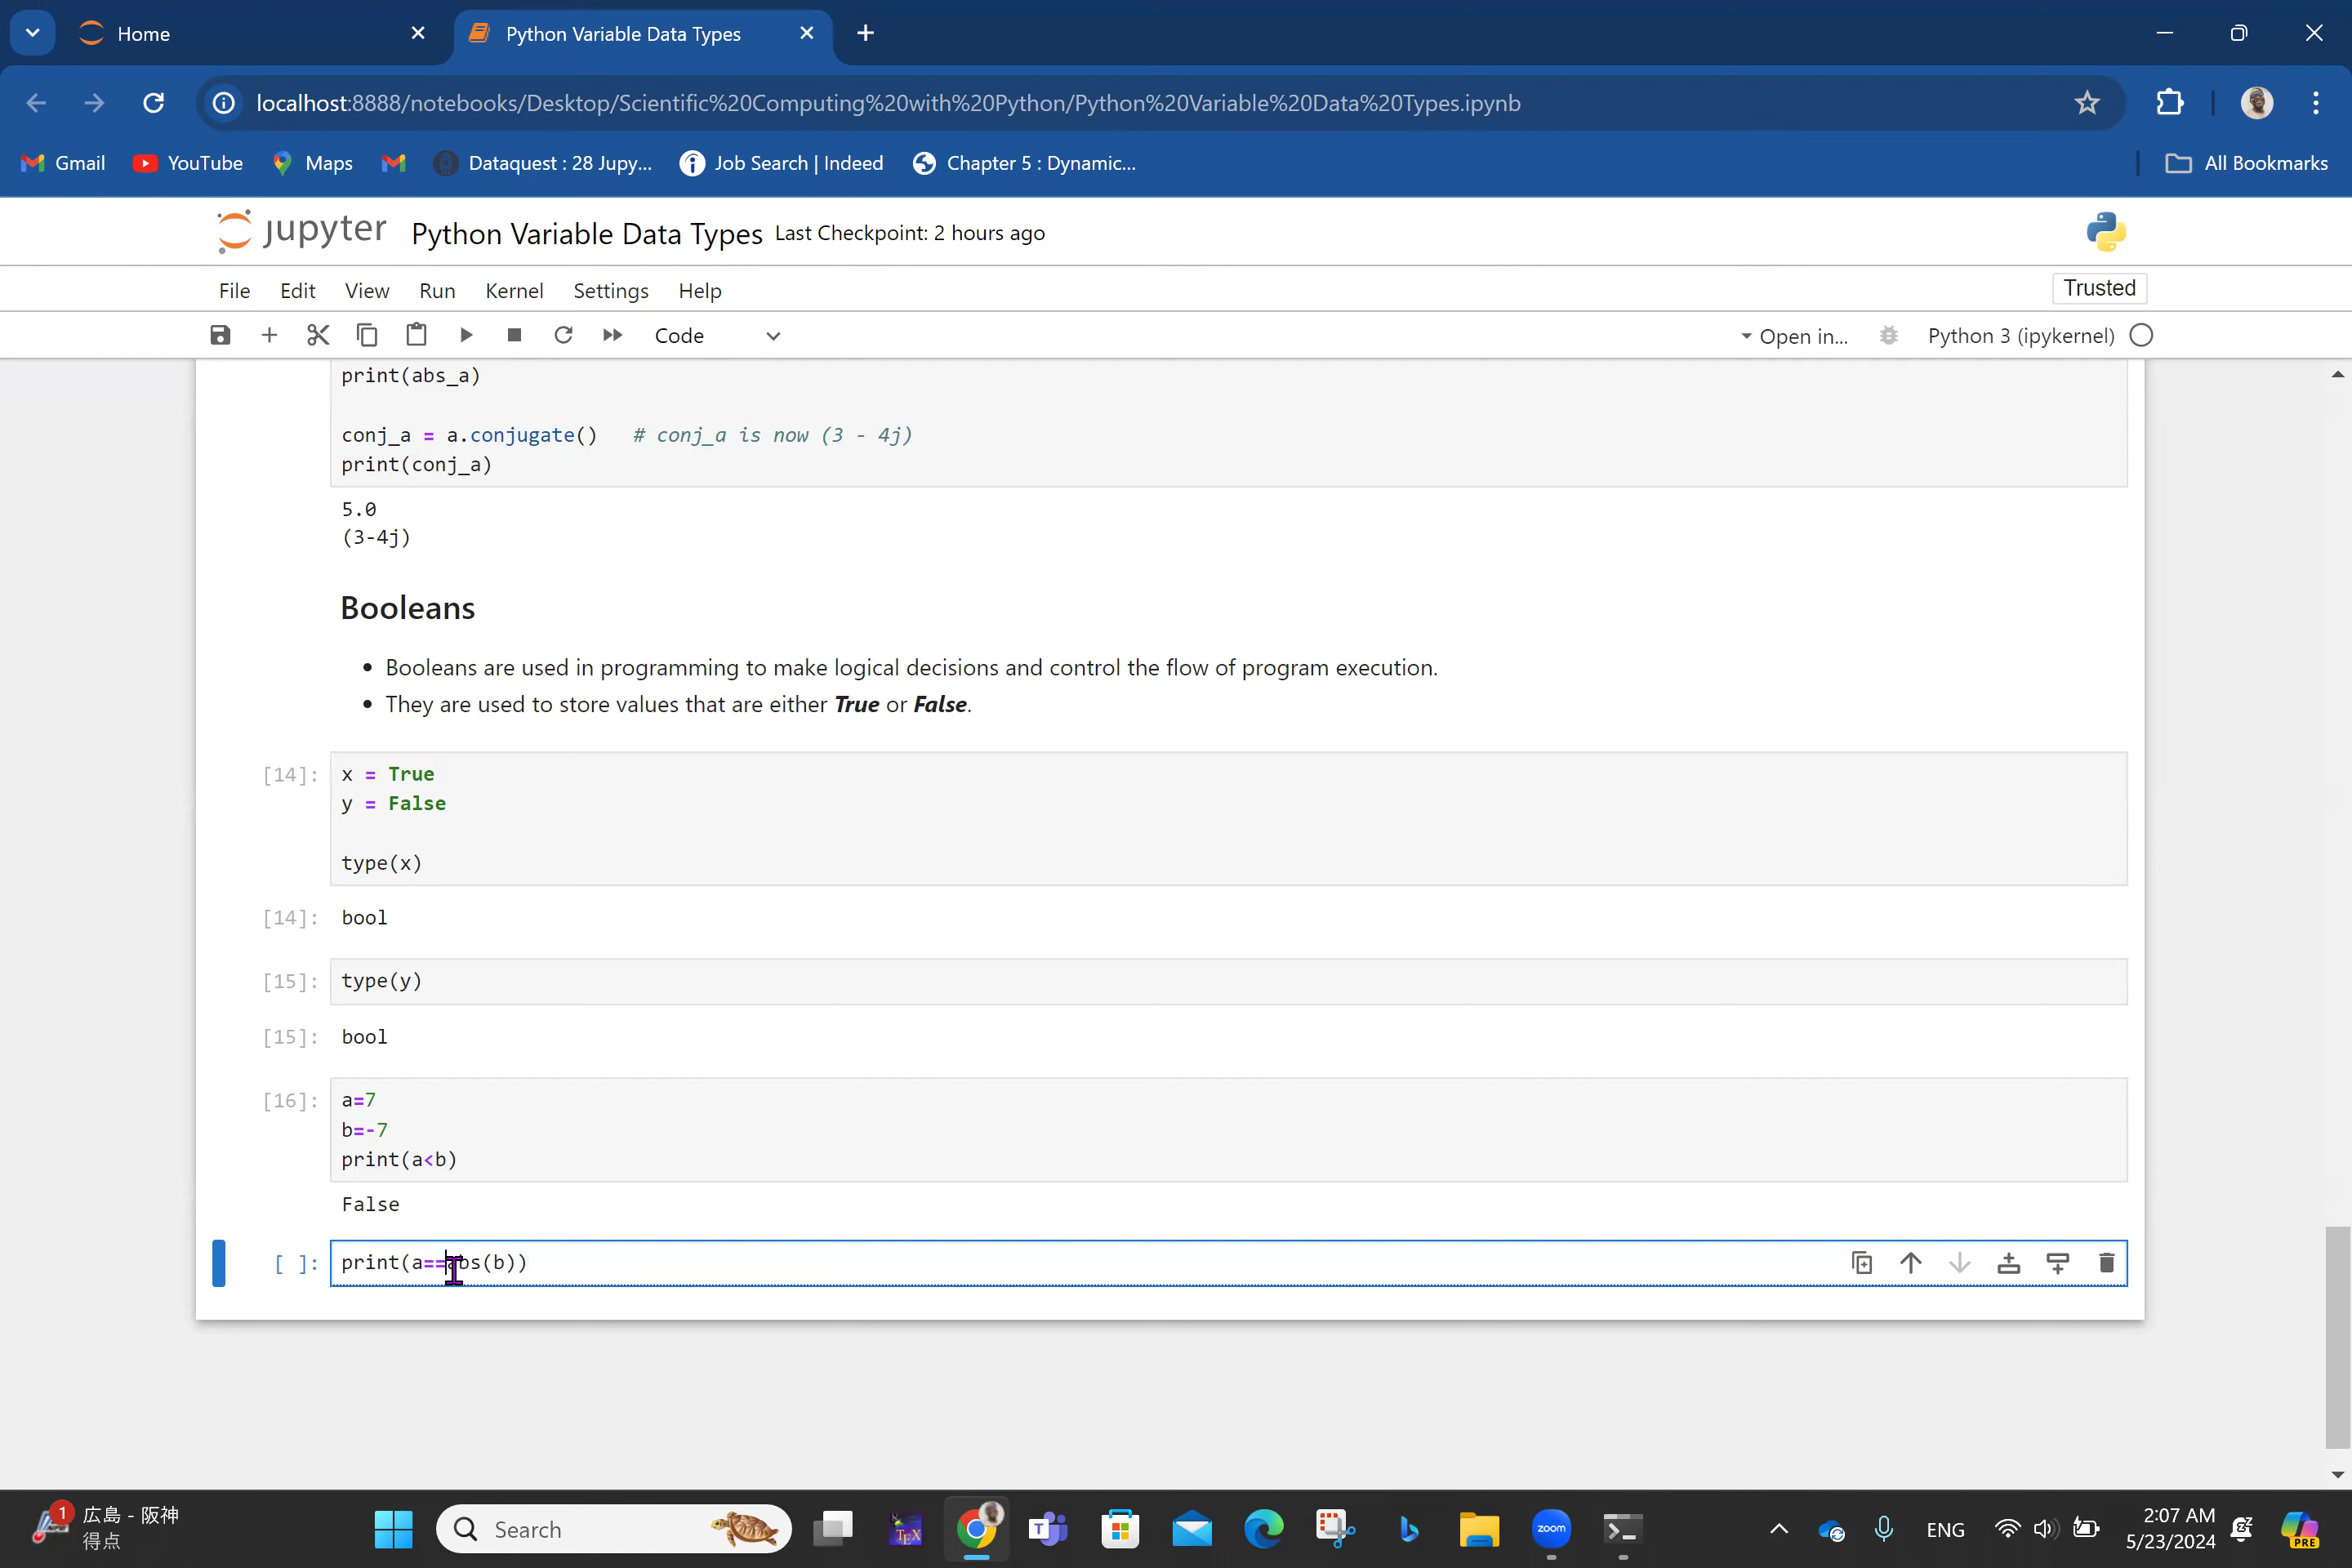 Home
Python Variable Data Types
localhost:8888/notebooks/Desktop/Scientific%20Computing%20with%20Python/Python%20Variable%20Data%20Types.ipynb
Gmail YouTube Maps Dataquest : 28 Jupy... Job Search | Indeed Chapter 5 : Dynamic... All Bookmarks
jupyter Python Variable Data Types Last Checkpoint: 2 hours ago
File Edit View Run Kernel Settings Help Trusted
Code Open in... Python 3 (ipykernel)
print(abs_a)
conj_a = a.conjugate() # conj_a is now (3 - 4j)
print(conj_a)
5.0
(3-4j)
Booleans
Booleans are used in programming to make logical decisions and control the flow of program execution.
They are used to store values that are either True or False.
[14]: x = True
y = False
type(x)
[14]: bool
[15]: type(y)
[15]: bool
[16]: a=7
b=-7
print(a<b)
False
[ ]: print(a==abs(b))
1 広島 - 阪神
得点
Search
TEX
T
zoom
ENG
2:07 AM
5/23/2024
PRE